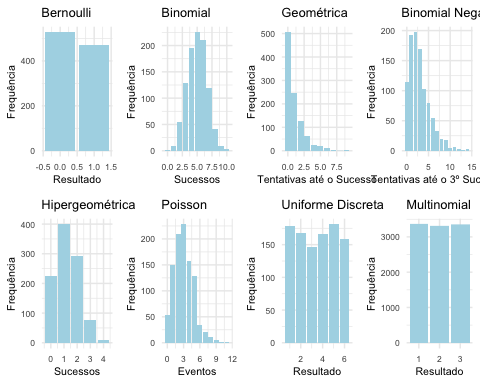 Bernoulli
Binomial
Geométrica
Binomial Nega
Frequência
400
200
0
-0.5 0.0 0.5 1.0 1.5
Resultado
Frequência
200
150
100
50
0
0.0 2.5 5.0 7.5 10.0
Sucessos
Frequência
500
400
300
200
100
0
0.0 2.5 5.0 7.5
Tentativas até o Sucesso
Frequência
200
150
100
50
0
0 5 10 15
Tentativas até o 3º Suc
Hipergeométrica
Poisson
Uniforme Discreta
Multinomial
Frequência
400
300
200
100
0
0 1 2 3 4
Sucessos
Frequência
200
150
100
50
0
0 3 6 9 12
Eventos
Frequência
150
100
50
0
2 4 6
Resultado
Frequência
3000
2000
1000
0
1 2 3
Resultado